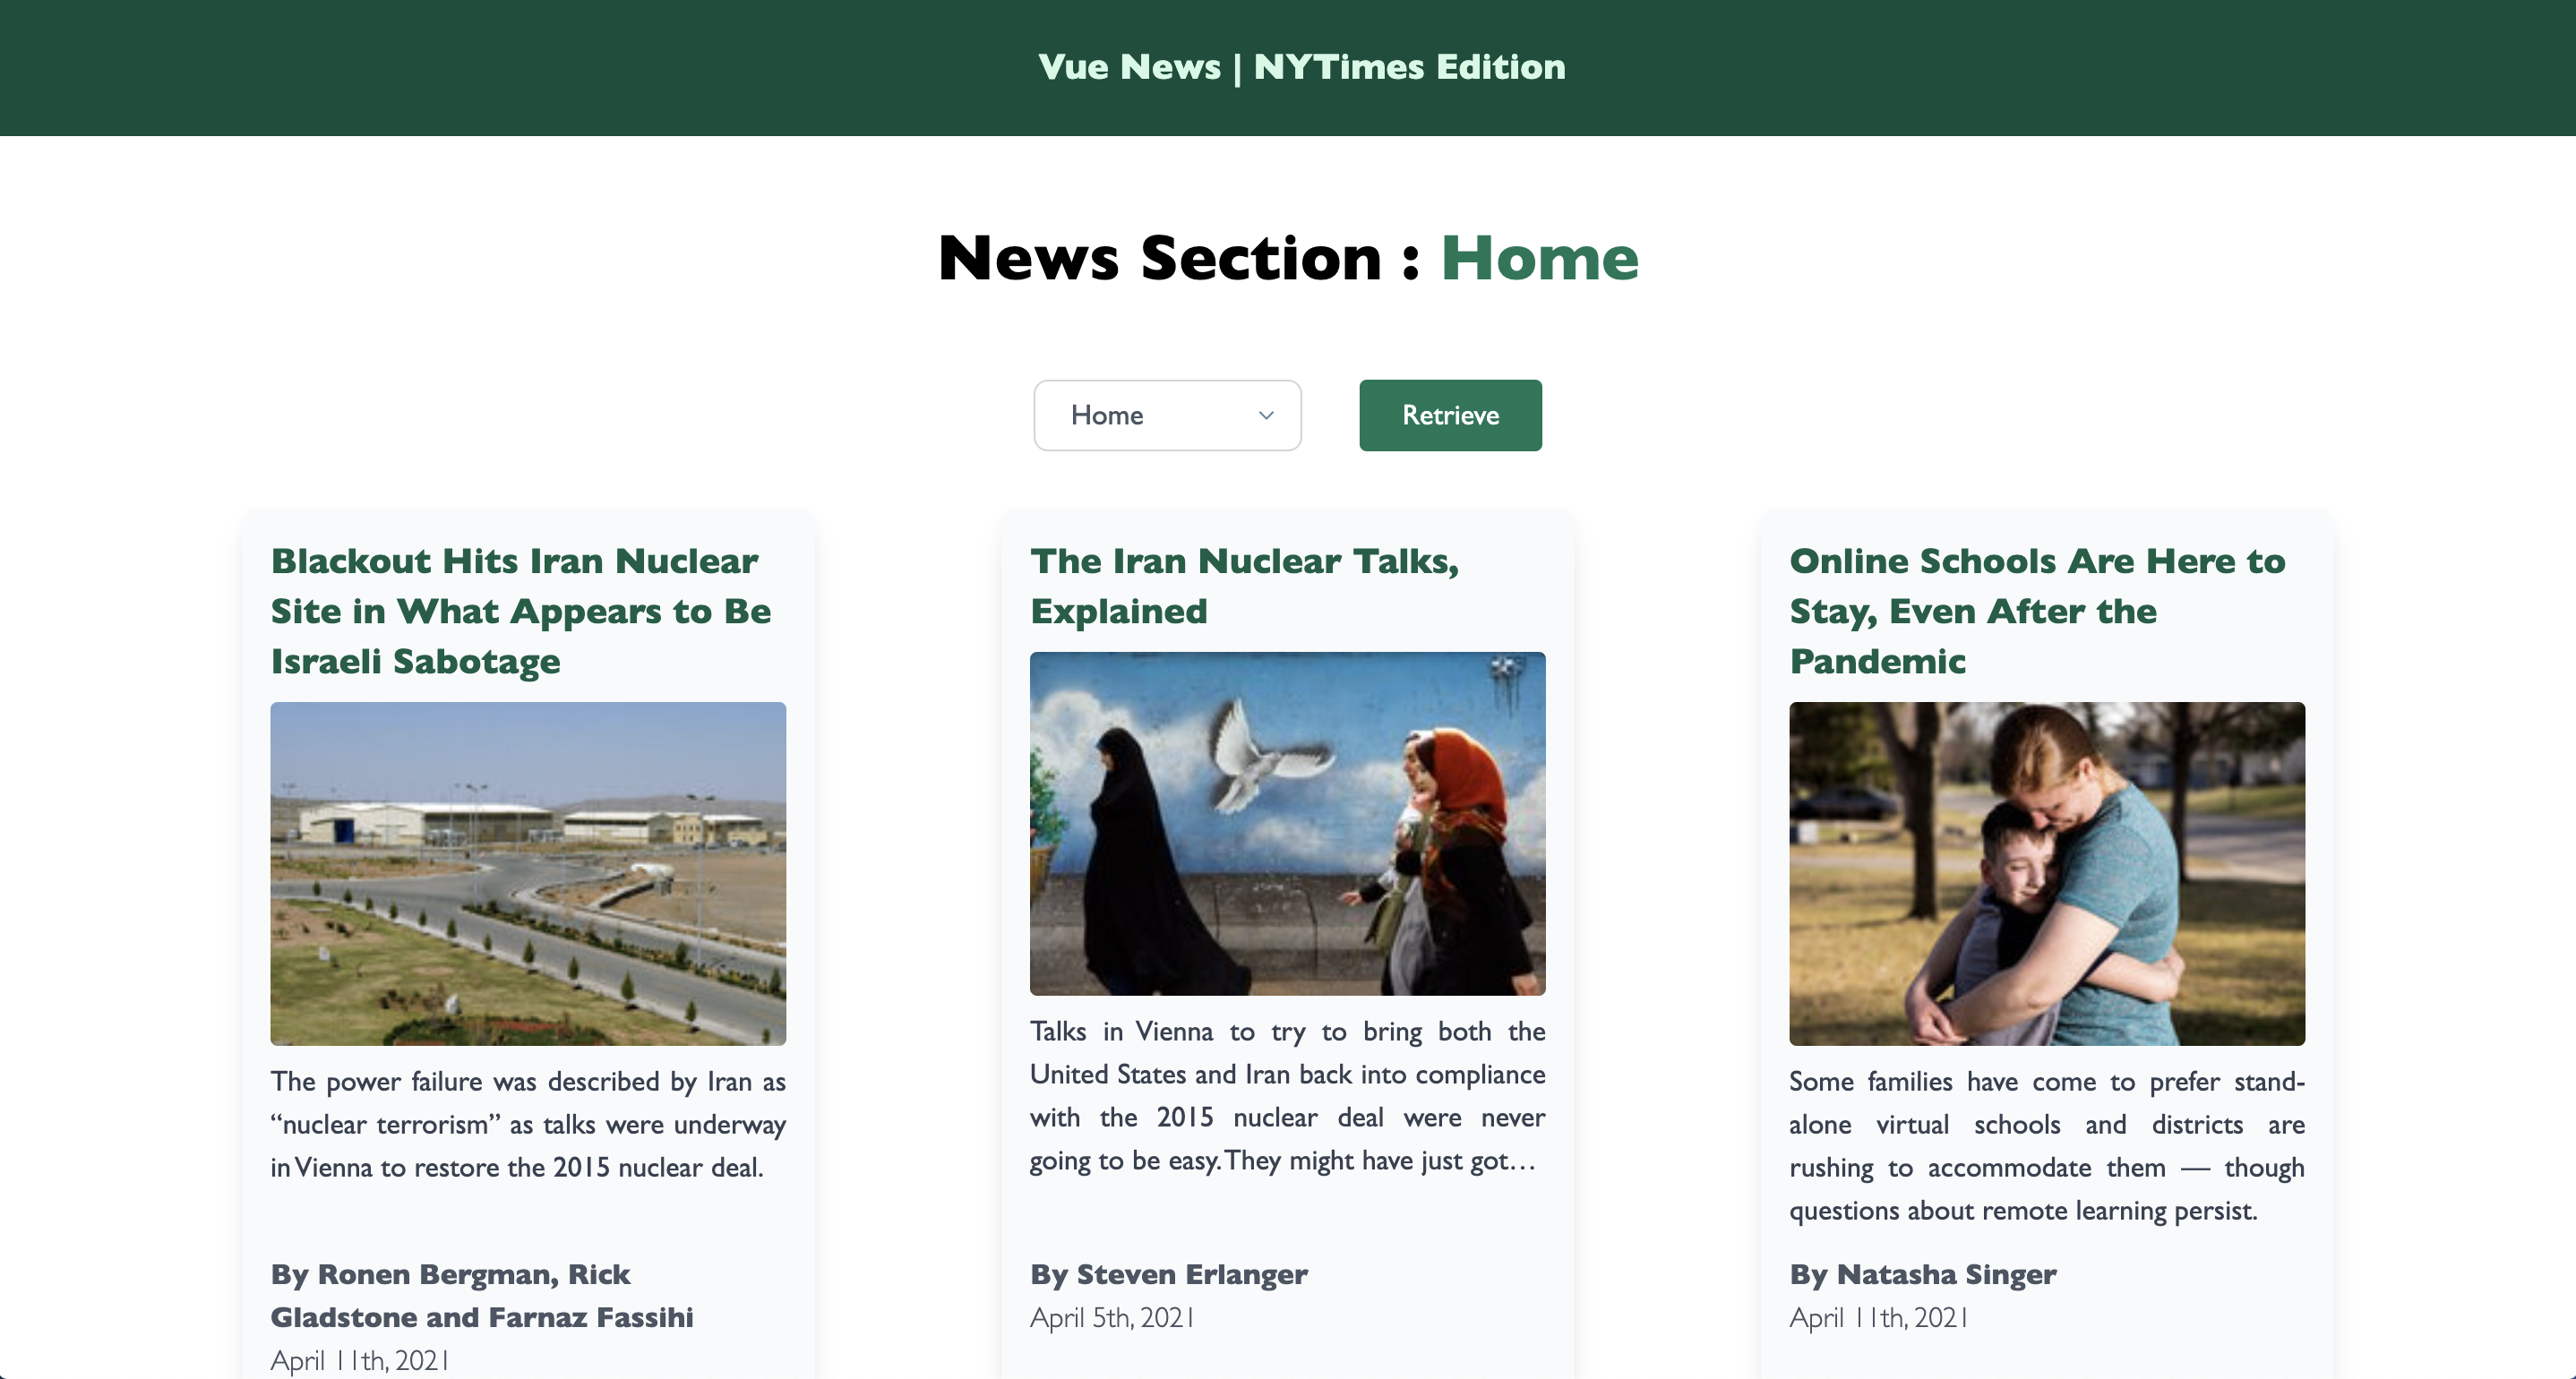 Vue News | NYTimes Edition
News Section : Home
Home
Retrieve
Blackout Hits Iran Nuclear
Site in What Appears to Be
Israeli Sabotage
The power failure was described by Iran as
“nuclear terrorism” as talks were underway
in Vienna to restore the 2015 nuclear deal.
By Ronen Bergman, Rick
Gladstone and Farnaz Fassihi
April 11th, 2021
The Iran Nuclear Talks,
Explained
Talks in Vienna to try to bring both the
United States and Iran back into compliance
with the 2015 nuclear deal were never
going to be easy. They might have just got…
By Steven Erlanger
April 5th, 2021
Online Schools Are Here to
Stay, Even After the
Pandemic
Some families have come to prefer stand-
alone virtual schools and districts are
rushing to accommodate them — though
questions about remote learning persist.
By Natasha Singer
April 11th, 2021